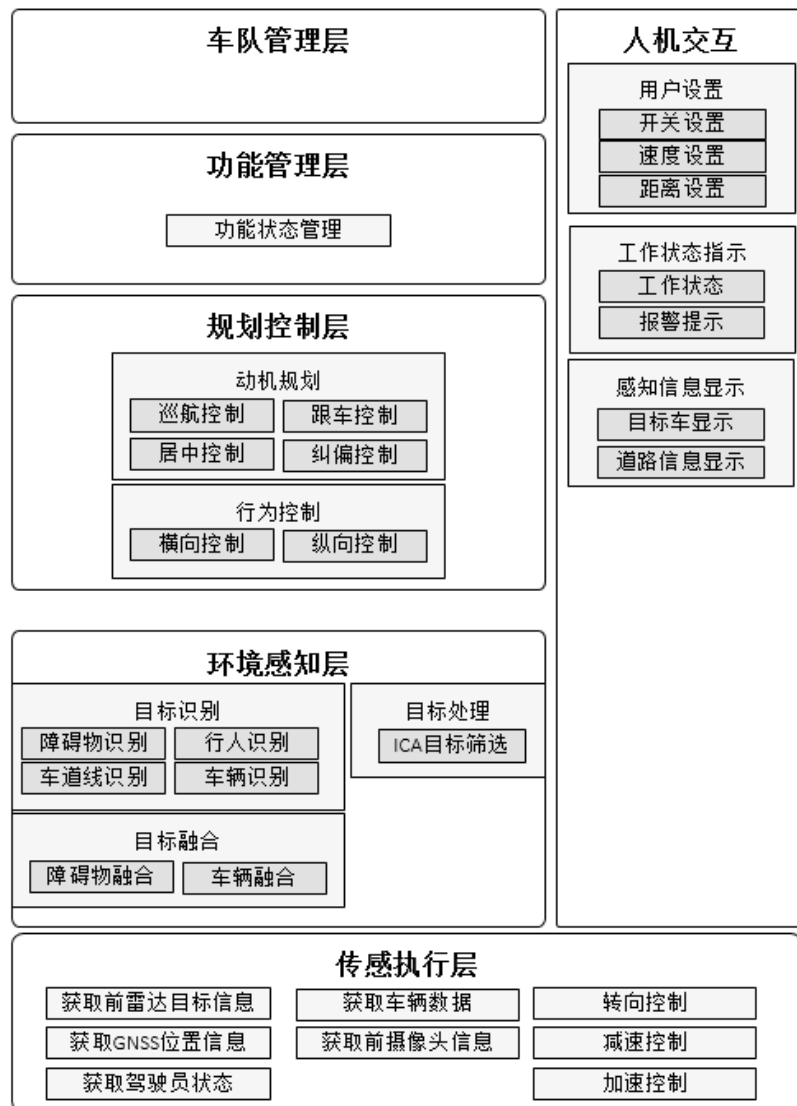 车队管理层
功能管理层
功能状态管理
规划控制层
动机规划
巡航控制
跟车控制
居中控制
纠偏控制
行为控制
横向控制
纵向控制
环境感知层
目标识别
障碍物识别
行人识别
车道线识别
车辆识别
目标处理
ICA目标筛选
目标融合
障碍物融合
车辆融合
人机交互
用户设置
开关设置
速度设置
距离设置
工作状态指示
工作状态
报警提示
感知信息显示
目标车显示
道路信息显示
传感执行层
获取前雷达目标信息
获取车辆数据
转向控制
获取GNSS位置信息
获取前摄像头信息
减速控制
获取驾驶员状态
加速控制